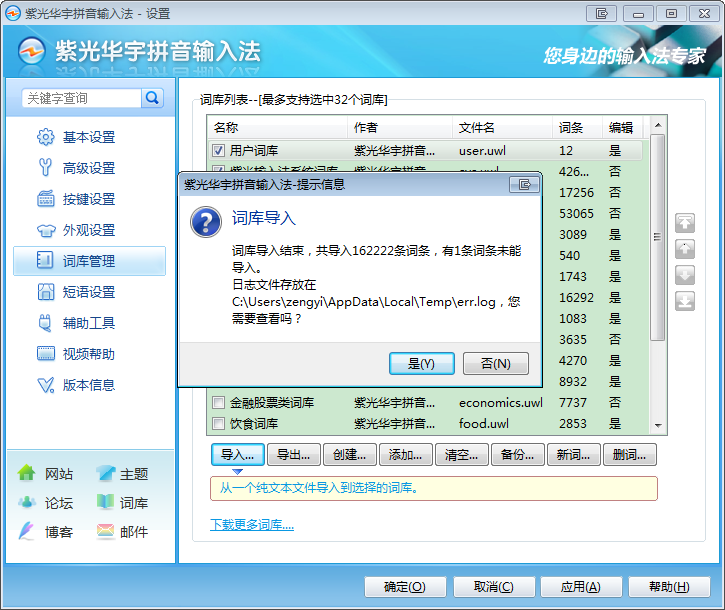 紫光华宇拼音输入法 - 设置
紫光华宇拼音输入法
您身边的输入法专家
关键字查询
基本设置
高级设置
按键设置
外观设置
词库管理
短语设置
辅助工具
视频帮助
版本信息
网站 主题
论坛 词库
博客 邮件
词库列表--[最多支持选中32个词库]
名称 作者 文件名 词条 编辑
用户词库 紫光华宇拼音... user.uwl 12 是
紫光输入法系统词库 紫光华宇拼音... sys.uwl 426... 否
17256 否
53065 否
3089 是
540 是
1743 是
16292 是
1083 是
3635 否
4270 是
8932 是
金融股票类词库 紫光华宇拼音... economics.uwl 7737 否
饮食词库 紫光华宇拼音... food.uwl 2853 是
紫光华宇拼音输入法-提示信息
词库导入
词库导入结束，共导入162222条词条，有1条词条未能
导入。
日志文件存放在
C:\Users\zengyi\AppData\Local\Temp\err.log，您
需要查看吗？
是(Y) 否(N)
导入... 导出... 创建... 添加... 清空... 备份... 新词... 删词...
从一个纯文本文件导入到选择的词库。
下载更多词库....
确定(O) 取消(C) 应用(A) 帮助(H)